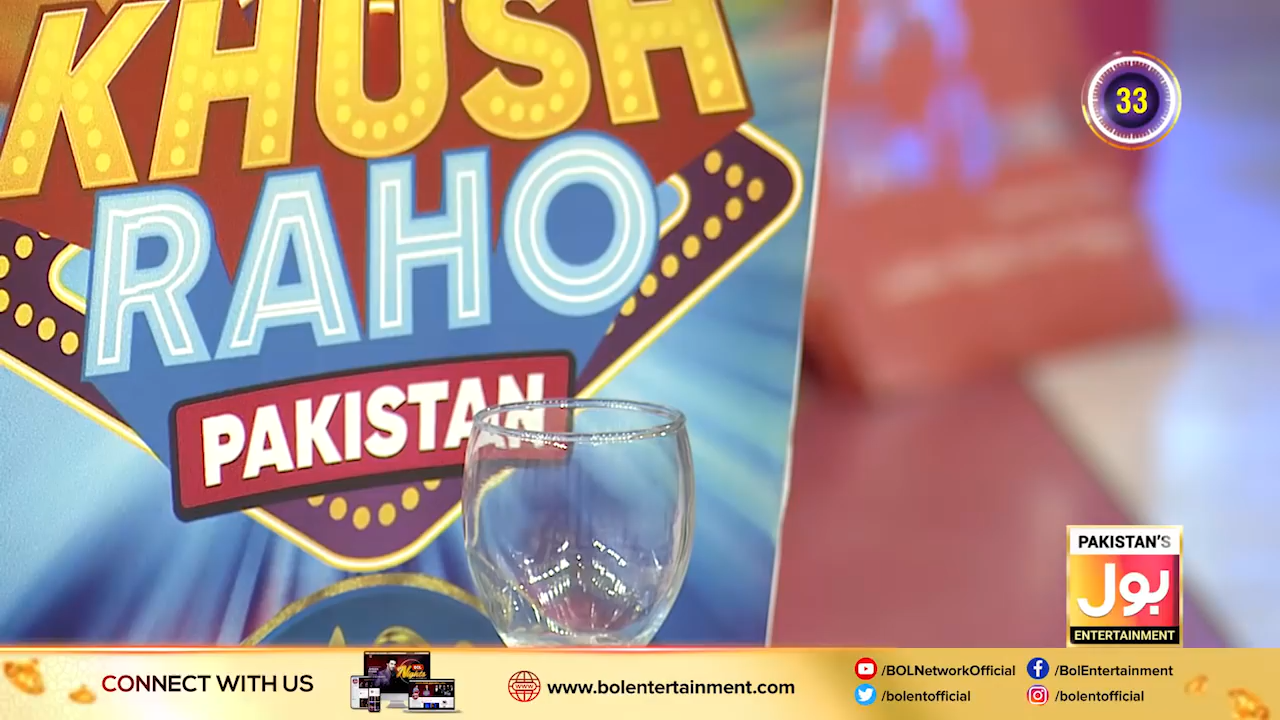 KHUSH
RAHO
PAKISTAN
33
PAKISTAN'S
بول
ENTERTAINMENT
CONNECT WITH US
www.bolentertainment.com
/BOLNetworkOfficial
/BolEntertainment
/bolentofficial
/bolentofficial